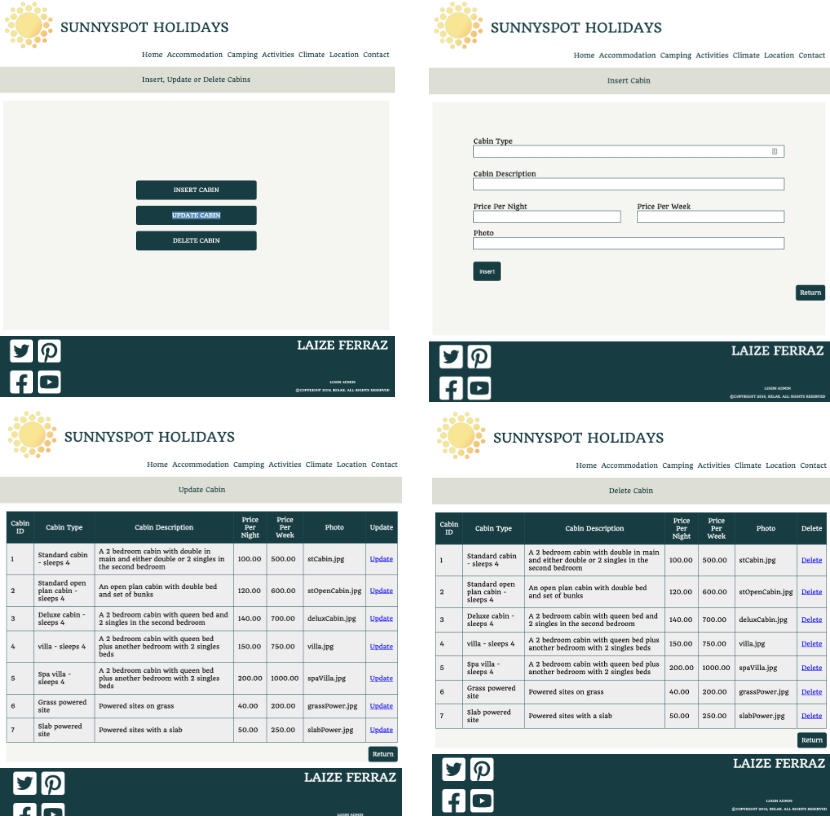 SUNNYSPOT HOLIDAYS
Home Accommodation Camping Activities Climate Location Contact
Insert, Update or Delete Cabins
INSERT CABIN
UPDATE CABIN
DELETE CABIN
LAIZE FERRAZ
LOGIN ADMIN
©COPYRIGHT 2018, RELAX. ALL RIGHTS RESERVED
SUNNYSPOT HOLIDAYS
Home Accommodation Camping Activities Climate Location Contact
Insert Cabin
Cabin Type
Cabin Description
Price Per Night Price Per Week
Photo
Insert
Return
LAIZE FERRAZ
LOGIN ADMIN
©COPYRIGHT 2018, RELAX. ALL RIGHTS RESERVED
SUNNYSPOT HOLIDAYS
Home Accommodation Camping Activities Climate Location Contact
Update Cabin
Cabin ID Cabin Type Cabin Description Price Per Night Price Per Week Photo Update
1 Standard cabin - sleeps 4 A 2 bedroom cabin with double in main and either double or 2 singles in the second bedroom 100.00 500.00 stCabin.jpg Update
2 Standard open plan cabin - sleeps 4 An open plan cabin with double bed and set of bunks 120.00 600.00 stOpenCabin.jpg Update
3 Deluxe cabin - sleeps 4 A 2 bedroom cabin with queen bed and 2 singles in the second bedroom 140.00 700.00 deluxCabin.jpg Update
4 villa - sleeps 4 A 2 bedroom cabin with queen bed plus another bedroom with 2 singles beds 150.00 750.00 villa.jpg Update
5 Spa villa - sleeps 4 A 2 bedroom cabin with queen bed plus another bedroom with 2 singles beds 200.00 1000.00 spaVilla.jpg Update
6 Grass powered site Powered sites on grass 40.00 200.00 grassPower.jpg Update
7 Slab powered site Powered sites with a slab 50.00 250.00 slabPower.jpg Update
Return
LAIZE FERRAZ
LOGIN ADMIN
SUNNYSPOT HOLIDAYS
Home Accommodation Camping Activities Climate Location Contact
Delete Cabin
Cabin ID Cabin Type Cabin Description Price Per Night Price Per Week Photo Delete
1 Standard cabin - sleeps 4 A 2 bedroom cabin with double in main and either double or 2 singles in the second bedroom 100.00 500.00 stCabin.jpg Delete
2 Standard open plan cabin - sleeps 4 An open plan cabin with double bed and set of bunks 120.00 600.00 stOpenCabin.jpg Delete
3 Deluxe cabin - sleeps 4 A 2 bedroom cabin with queen bed and 2 singles in the second bedroom 140.00 700.00 deluxCabin.jpg Delete
4 villa - sleeps 4 A 2 bedroom cabin with queen bed plus another bedroom with 2 singles beds 150.00 750.00 villa.jpg Delete
5 Spa villa - sleeps 4 A 2 bedroom cabin with queen bed plus another bedroom with 2 singles beds 200.00 1000.00 spaVilla.jpg Delete
6 Grass powered site Powered sites on grass 40.00 200.00 grassPower.jpg Delete
7 Slab powered site Powered sites with a slab 50.00 250.00 slabPower.jpg Delete
Return
LAIZE FERRAZ
LOGIN ADMIN
©COPYRIGHT 2018, RELAX. ALL RIGHTS RESERVED